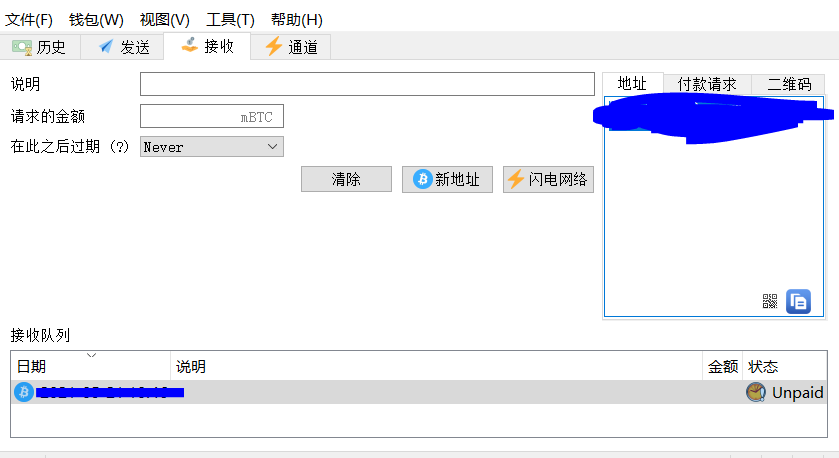 文件(F) 钱包(W) 视图(V) 工具(T) 帮助(H)
历史 发送 接收 通道
说明
请求的金额 mBTC
在此之后过期 (?) Never
清除 新地址 闪电网络
地址 付款请求 二维码
接收队列
日期 说明 金额 状态
Unpaid